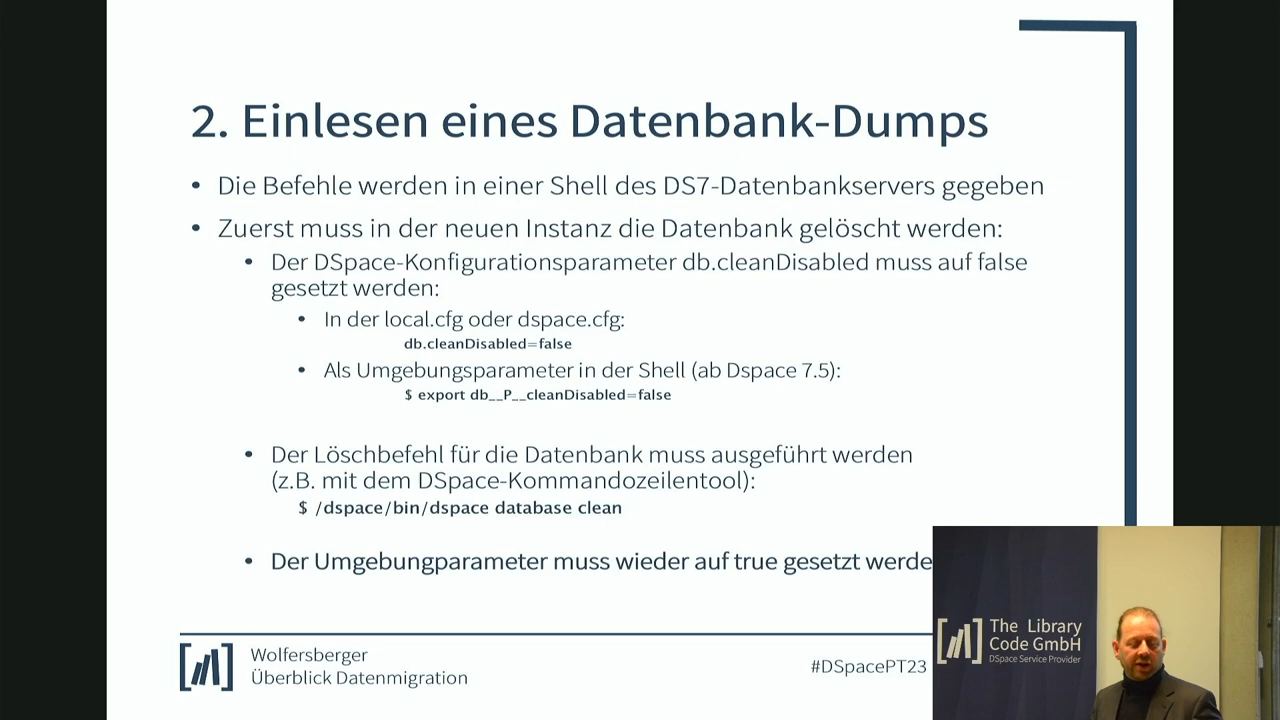 2. Einlesen eines Datenbank-Dumps
• Die Befehle werden in einer Shell des DS7-Datenbankservers gegeben
• Zuerst muss in der neuen Instanz die Datenbank gelöscht werden:
• Der DSpace-Konfigurationsparameter db.cleanDisabled muss auf false
gesetzt werden:
• In der local.cfg oder dspace.cfg:
db.cleanDisabled=false
• Als Umgebungsparameter in der Shell (ab Dspace 7.5):
$ export db__P__cleanDisabled=false
• Der Löschbefehl für die Datenbank muss ausgeführt werden
(z.B. mit dem DSpace-Kommandozeilentool):
$ /dspace/bin/dspace database clean
• Der Umgebungparameter muss wieder auf true gesetzt werde
Wolfersberger
Überblick Datenmigration
#DSpacePT23
The Library
Code GmbH
DSpace Service Provider